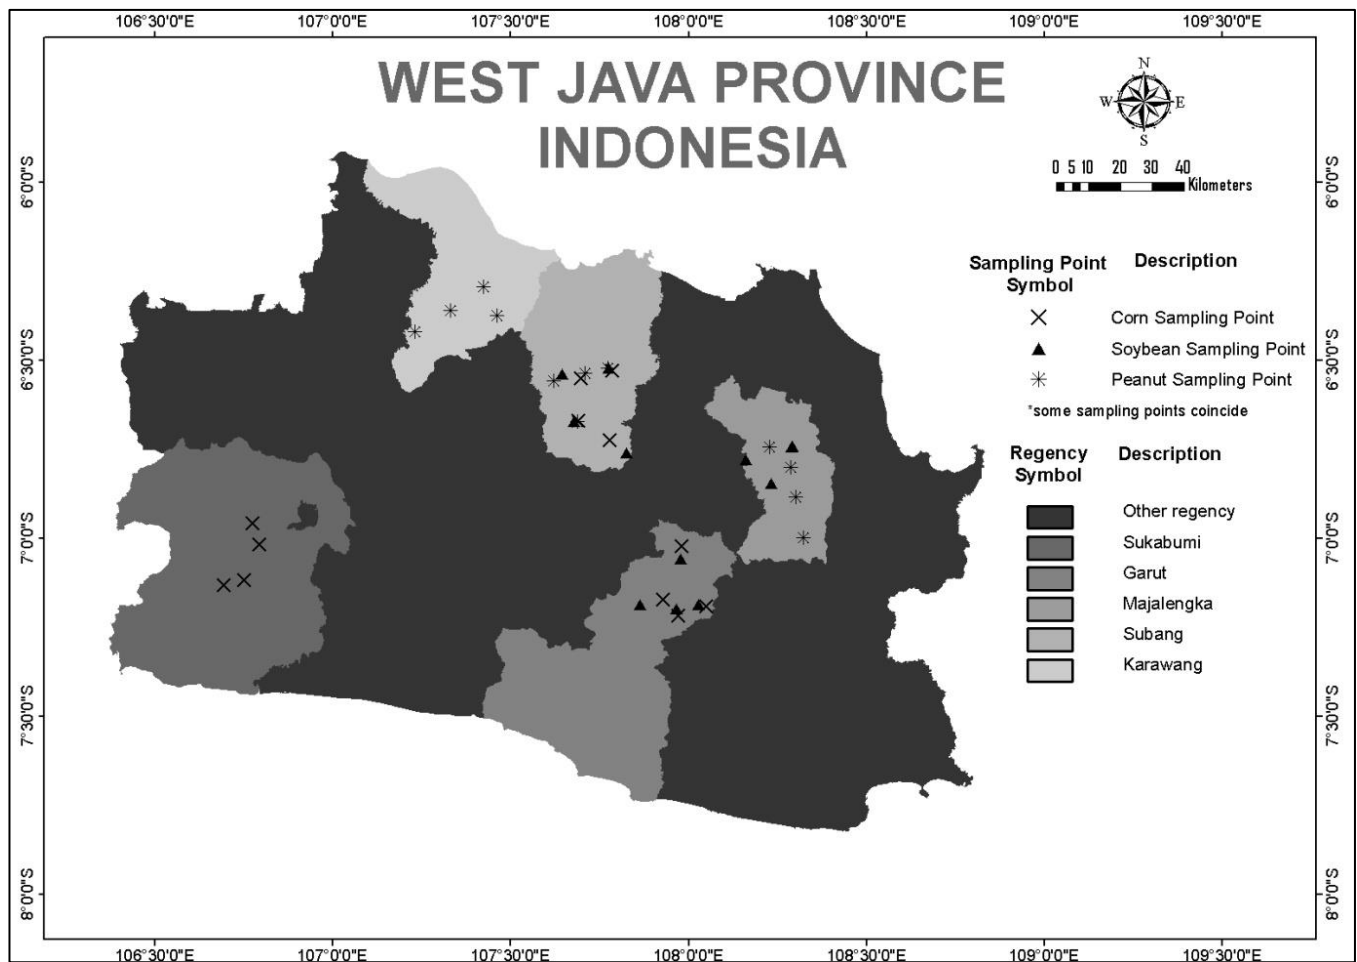 106°30'0"E 107°0'0"E 107°30'0"E 108°0'0"E 108°30'0"E 109°0'0"E 109°30'0"E
WEST JAVA PROVINCE
INDONESIA
N
W E
S
0 5 10 20 30 40
Kilometers
6°0'0"S 6°0'0"S
Sampling Point Description
Symbol
Corn Sampling Point
Soybean Sampling Point
Peanut Sampling Point
*some sampling points coincide
6°30'0"S 6°30'0"S
Regency Description
Symbol
Other regency
Sukabumi
Garut
Majalengka
Subang
Karawang
7°0'0"S 7°0'0"S
7°30'0"S 7°30'0"S
8°0'0"S 8°0'0"S
106°30'0"E 107°0'0"E 107°30'0"E 108°0'0"E 108°30'0"E 109°0'0"E 109°30'0"E